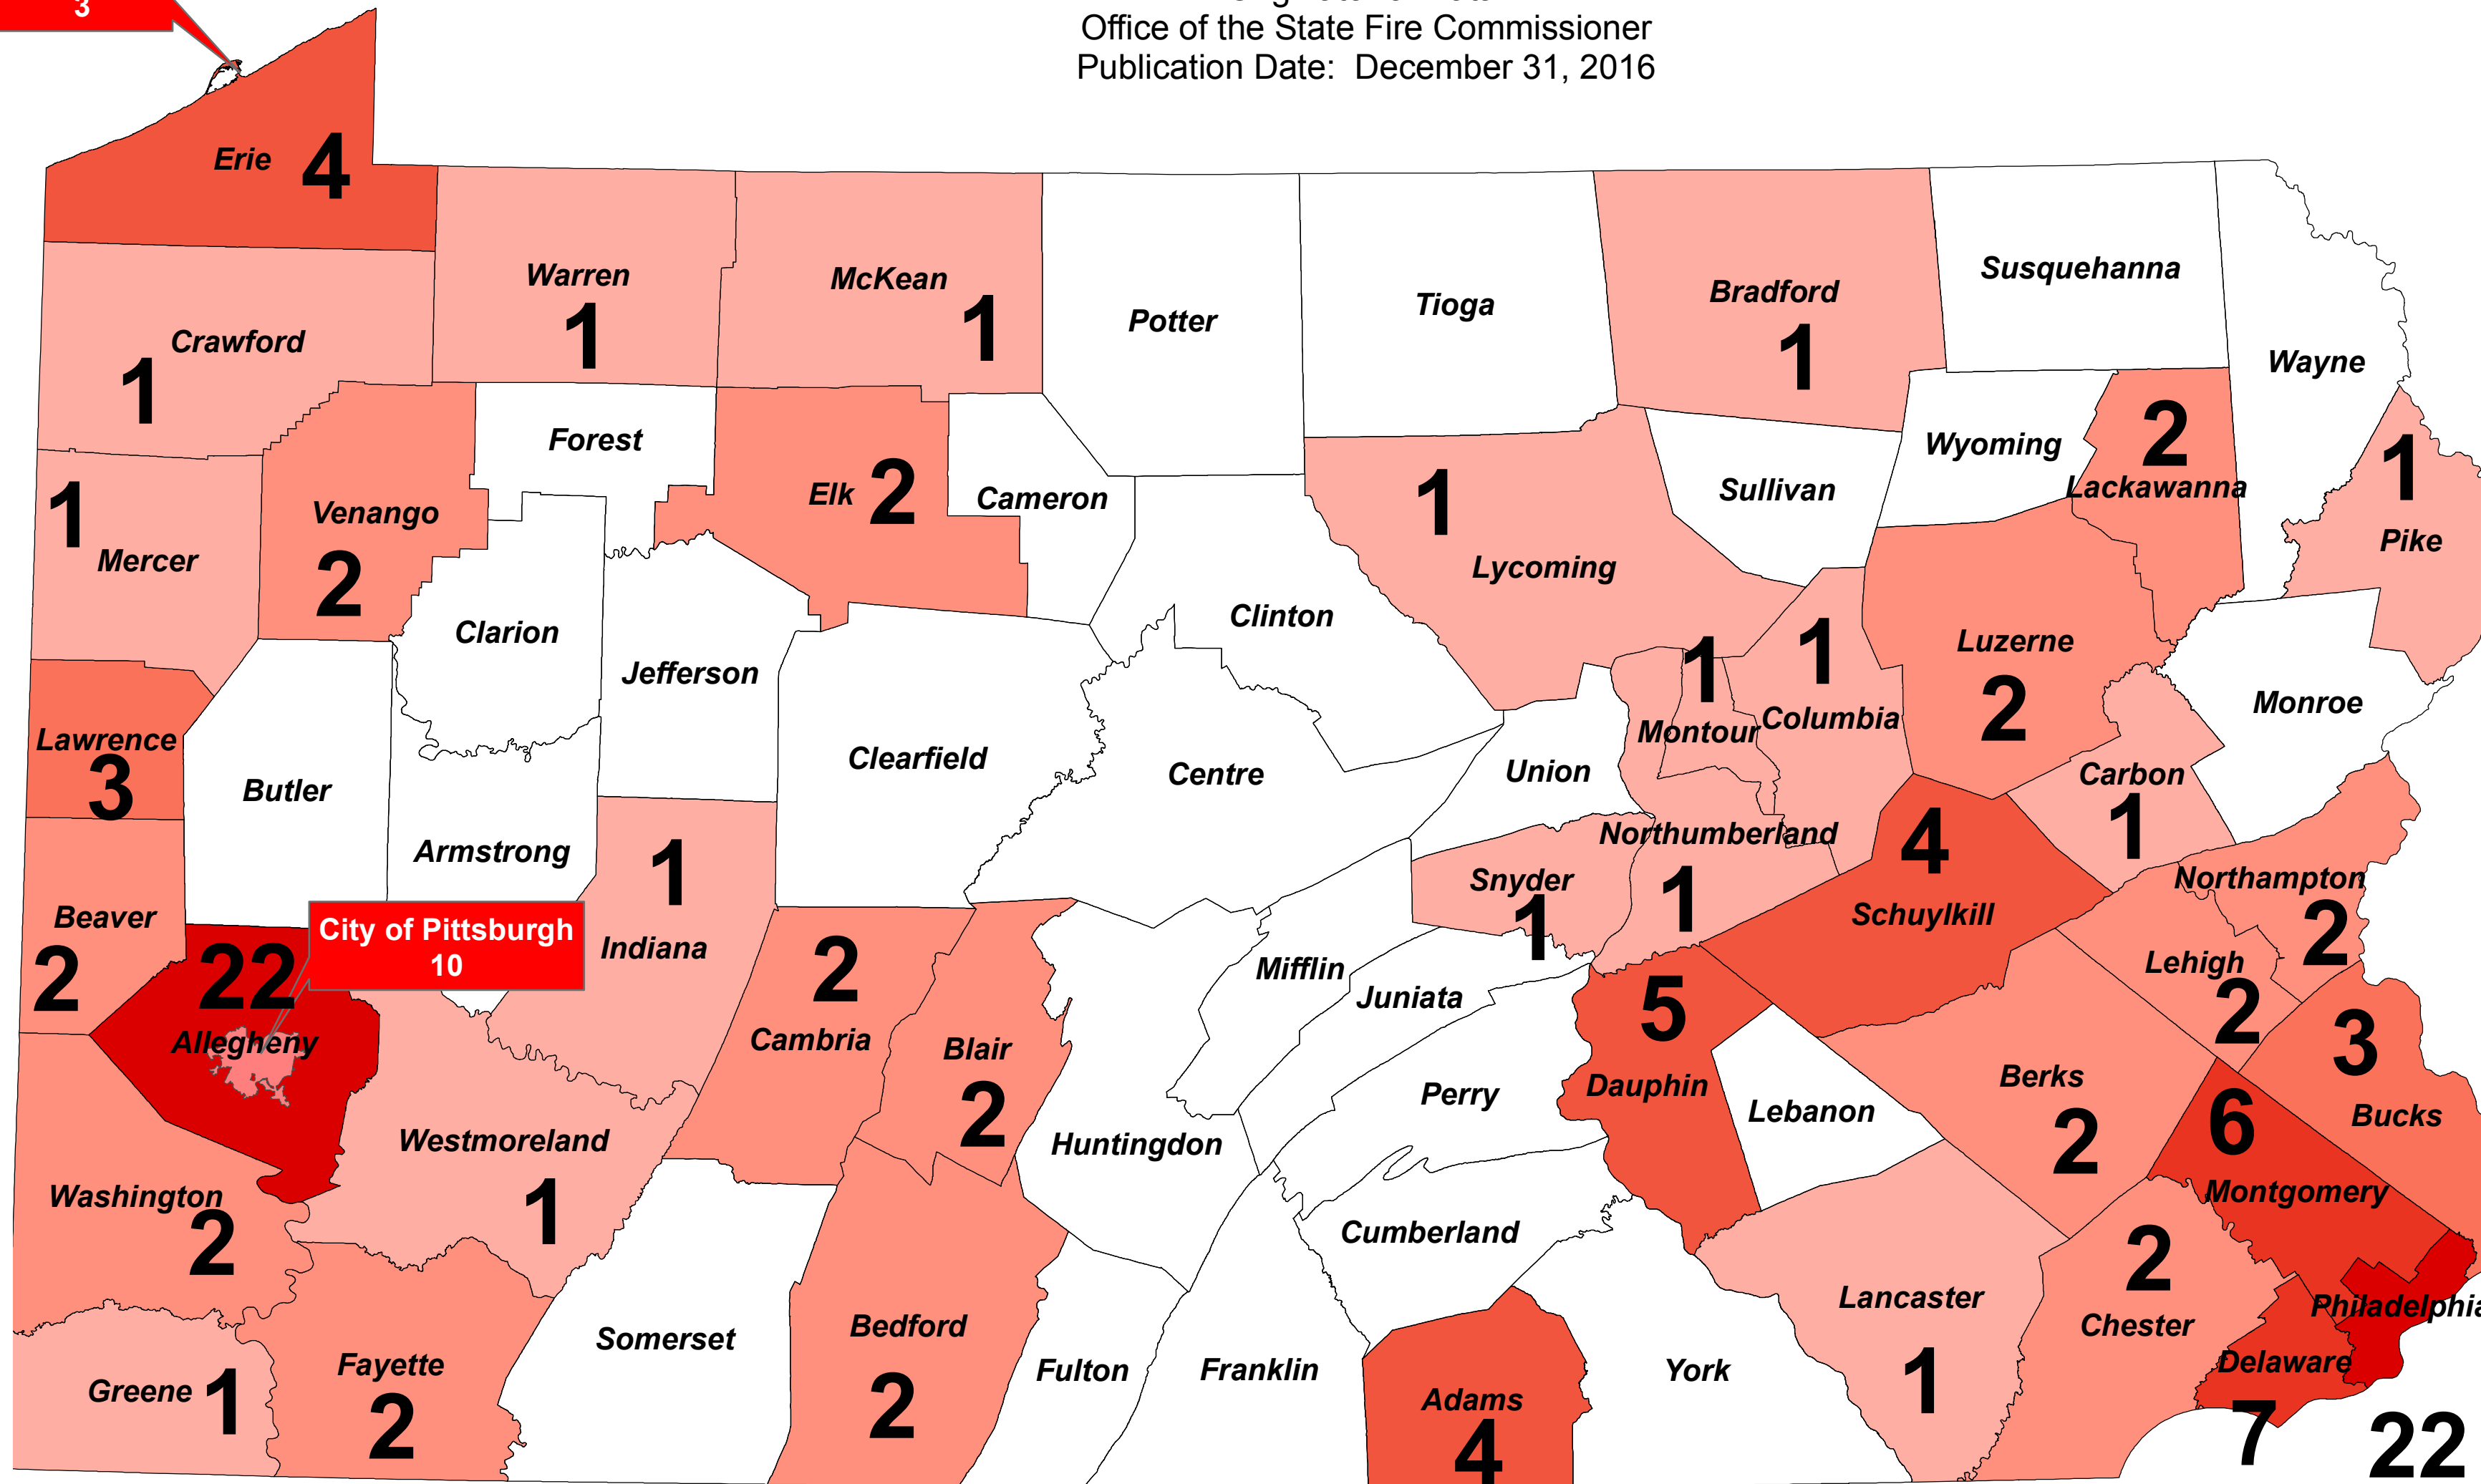 3
Office of the State Fire Commissioner
Publication Date: December 31, 2016
Erie 4
Warren
1
McKean
1
Potter
Tioga
Bradford
1
Susquehanna
Wayne
Crawford
1
Forest
Elk 2
Cameron
Wyoming
2
Lackawanna
1
Pike
1
Mercer
Venango
2
Sullivan
1
Lycoming
Clarion
Jefferson
Clinton
1
Montour
1
Columbia
Luzerne
2
Monroe
Lawrence
3
Butler
Clearfield
Centre
Union
Carbon
1
Armstrong
1
Indiana
Snyder
1
Northumberland
1
4
Schuylkill
Northampton
2
Beaver
2
22
Allegheny
City of Pittsburgh
10
2
Cambria
Blair
2
Mifflin
Juniata
5
Dauphin
Lehigh
2
3
Bucks
Westmoreland
1
Huntingdon
Perry
Lebanon
Berks
2
6
Montgomery
Washington
2
Cumberland
2
Chester
Lancaster
1
Philadelphia
22
Greene 1
Fayette
2
Somerset
Bedford
2
Fulton
Franklin
Adams
4
York
Delaware
7